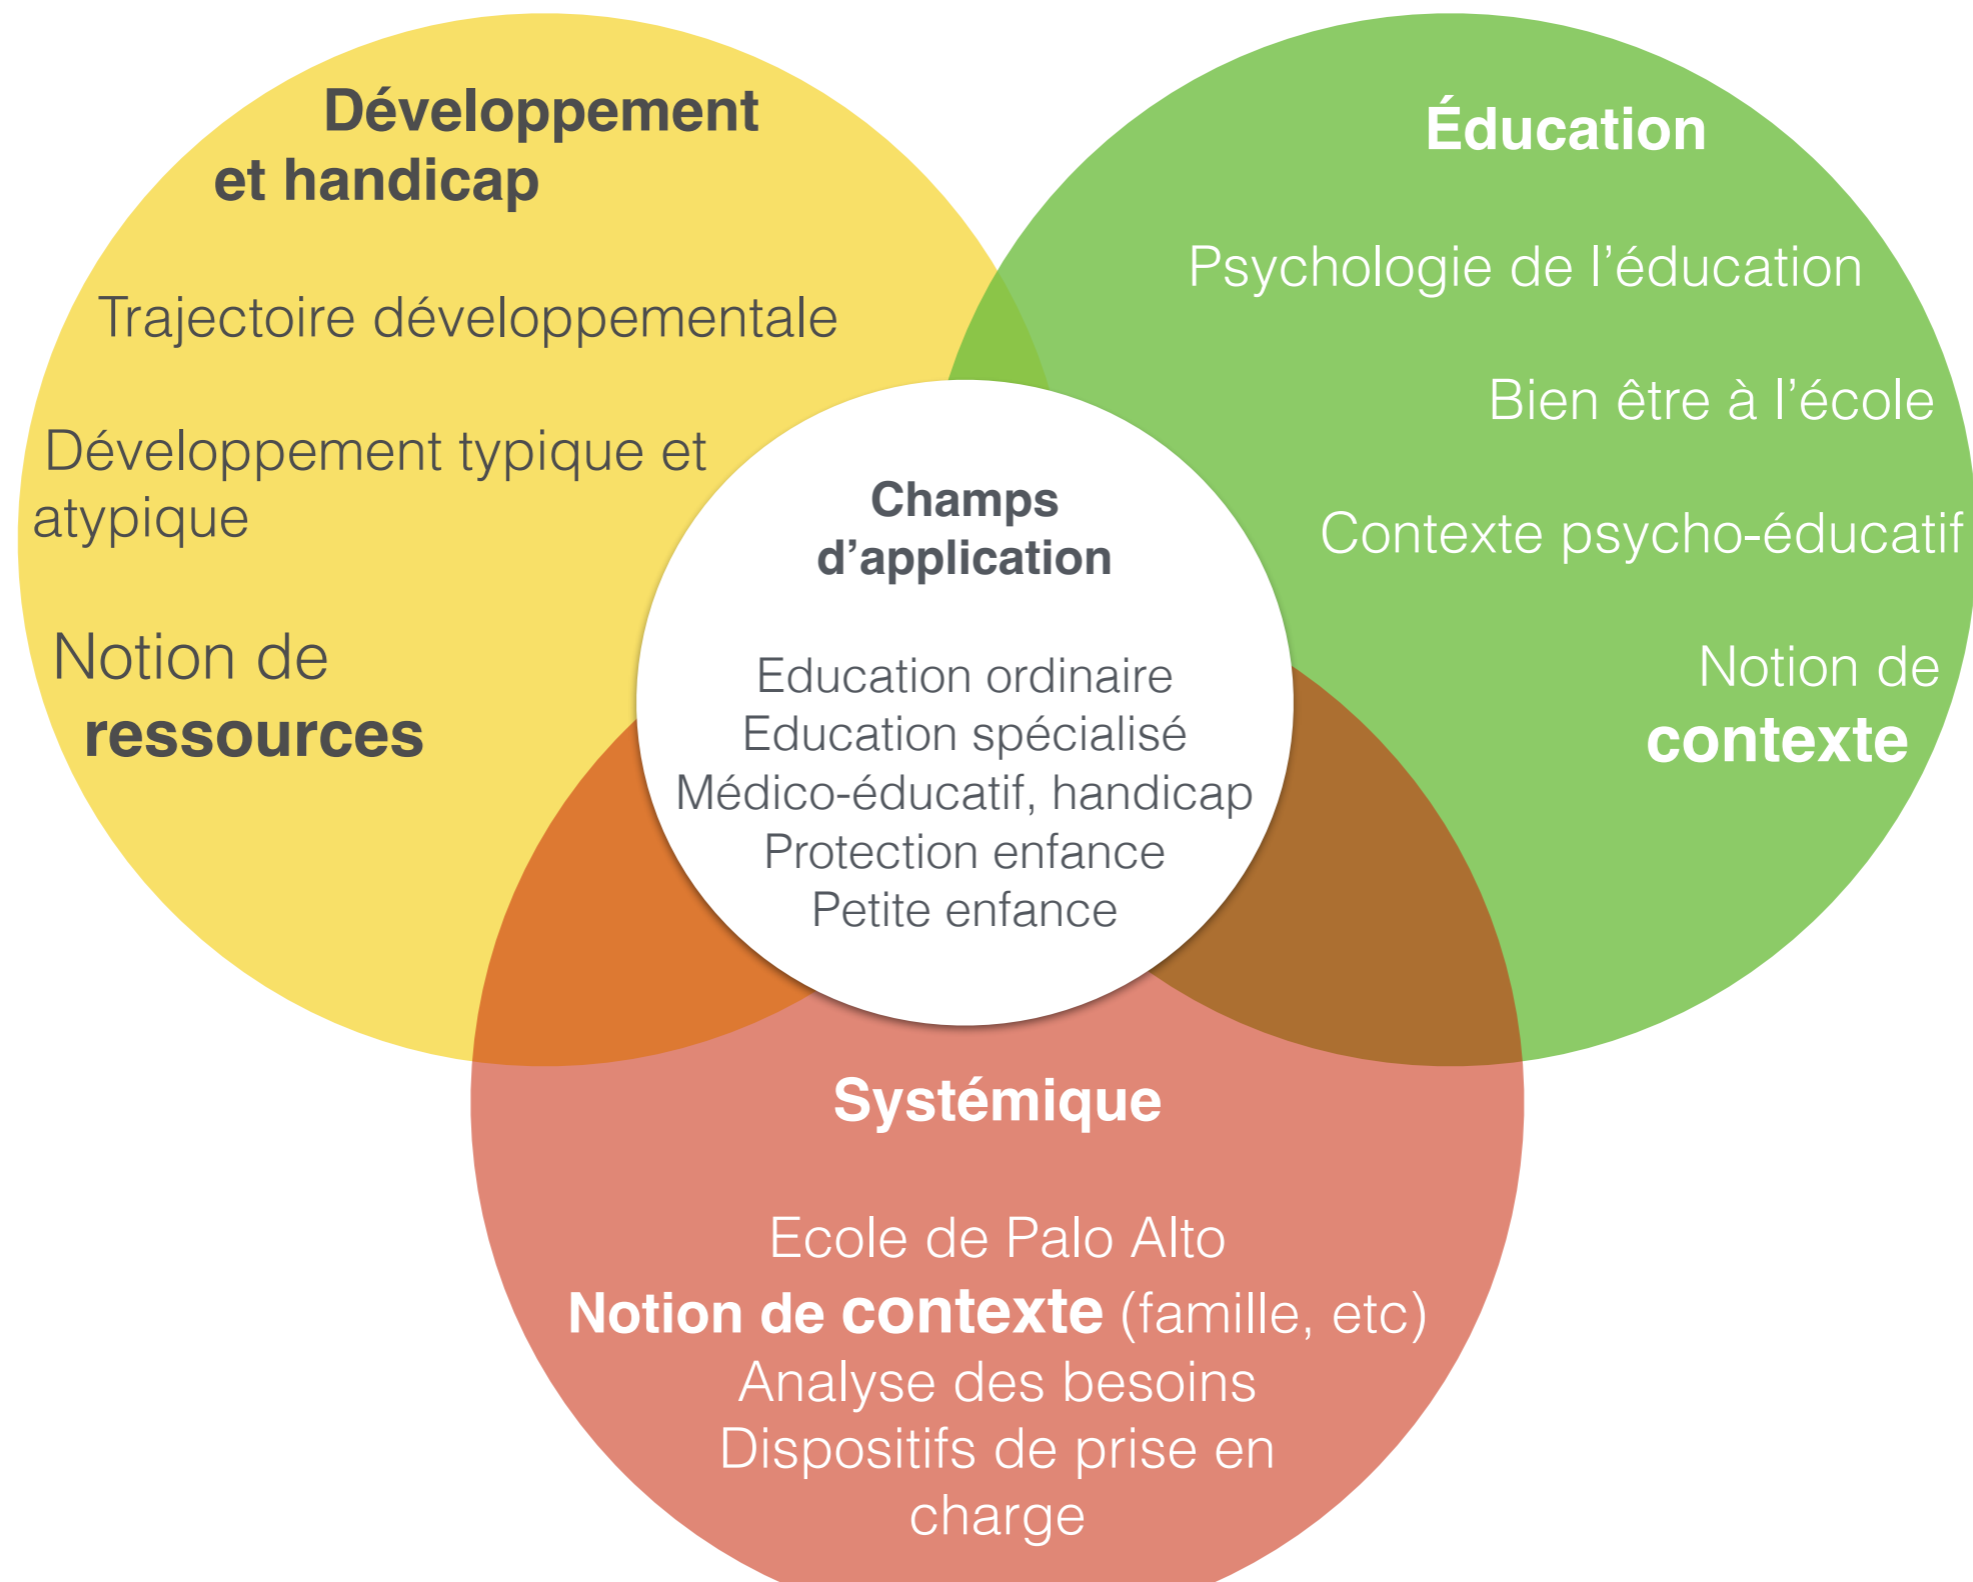 Développement
et handicap
Trajectoire développementale
Développement typique et
atypique
Notion de
ressources
Éducation
Psychologie de l’éducation
Bien être à l’école
Contexte psycho-éducatif
Notion de
contexte
Champs
d’application
Education ordinaire
Education spécialisé
Médico-éducatif, handicap
Protection enfance
Petite enfance
Systémique
Ecole de Palo Alto
Notion de contexte (famille, etc)
Analyse des besoins
Dispositifs de prise en
charge